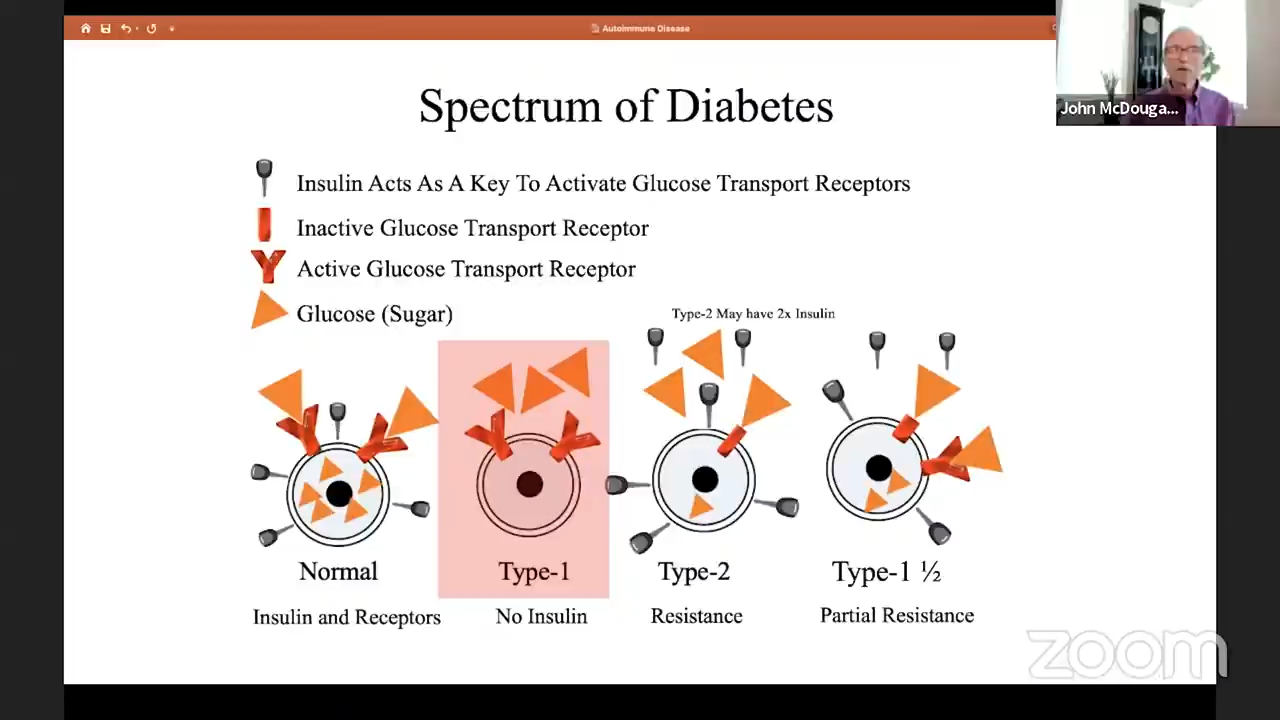 Autoimmune Disease
John McDouga...
Spectrum of Diabetes
Insulin Acts As A Key To Activate Glucose Transport Receptors
Inactive Glucose Transport Receptor
Active Glucose Transport Receptor
Glucose (Sugar)
Type-2 May have 2x Insulin
Normal
Type-1
Type-2
Type-1 ½
Insulin and Receptors
No Insulin
Resistance
Partial Resistance
zoom